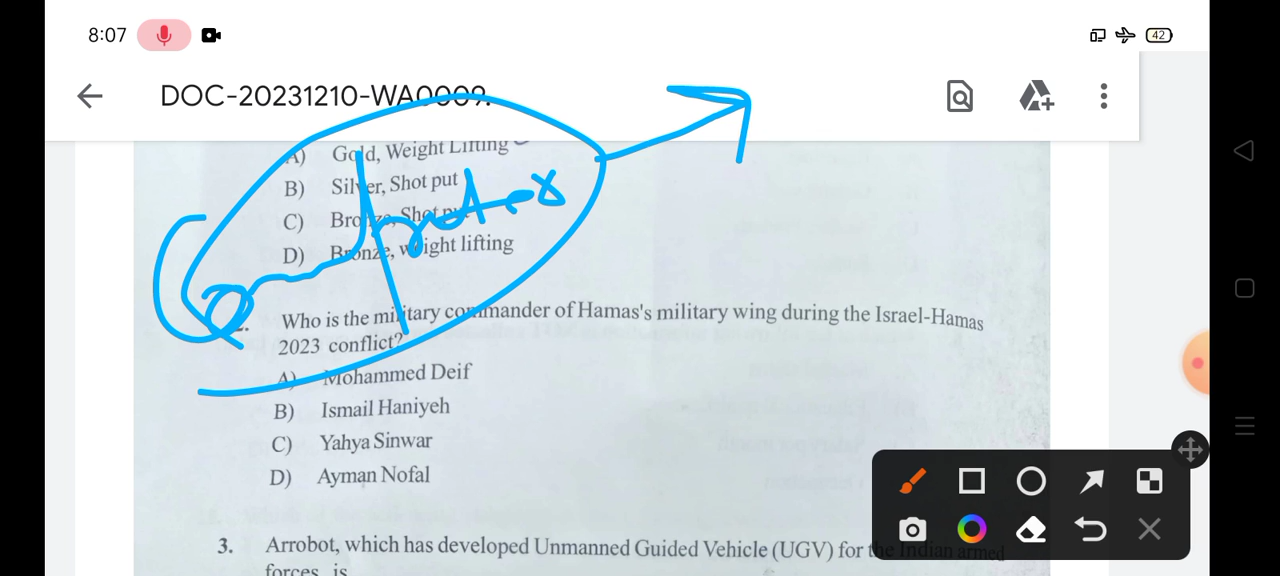 8:07
42
DOC-20231210-WA0009.
A) Gold, Weight Lifting
B) Silver, Shot put
C) Bronze, Shot put
D) Bronze, weight lifting
2. Who is the military commander of Hamas's military wing during the Israel-Hamas
2023 conflict?
A) Mohammed Deif
B) Ismail Haniyeh
C) Yahya Sinwar
D) Ayman Nofal
3. Arrobot, which has developed Unmanned Guided Vehicle (UGV) for the Indian armed
forces, is